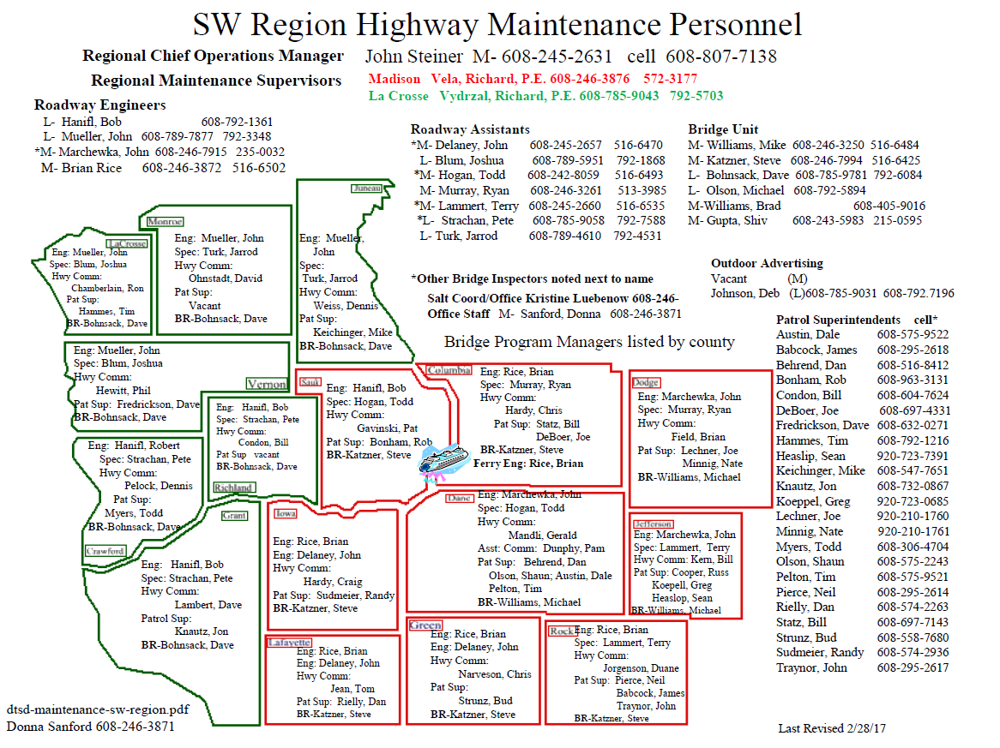 SW Region Highway Maintenance Personnel
Regional Chief Operations Manager John Steiner M- 608-245-2631 cell 608-807-7138
Regional Maintenance Supervisors Madison Vela, Richard, P.E. 608-246-3876 572-3177
La Crosse Vydrzal, Richard, P.E. 608-785-9043 792-5703
Roadway Engineers
L- Hanifl, Bob 608-792-1361
L- Mueller, John 608-789-7877 792-3348
*M- Marchewka, John 608-246-7915 235-0032
M- Brian Rice 608-246-3872 516-6502
Roadway Assistants
*M- Delaney, John 608-245-2657 516-6470
L- Blum, Joshua 608-789-5951 792-1868
*M- Hogan, Todd 608-242-8059 516-6493
M- Murray, Ryan 608-246-3261 513-3985
*M- Lammert, Terry 608-245-2660 516-6535
*L- Strachan, Pete 608-785-9058 792-7588
L- Turk, Jarrod 608-789-4610 792-4531
Bridge Unit
M- Williams, Mike 608-246-3250 516-6484
M- Katzner, Steve 608-246-7994 516-6425
L- Bohnsack, Dave 608-785-9781 792-6084
L- Olson, Michael 608-792-5894
M-Williams, Brad 608-405-9016
M- Gupta, Shiv 608-243-5983 215-0595
*Other Bridge Inspectors noted next to name
Salt Coord/Office Kristine Luebenow 608-246-
Office Staff M- Sanford, Donna 608-246-3871
Outdoor Advertising
Vacant (M)
Johnson, Deb (L)608-785-9031 608-792.7196
Bridge Program Managers listed by county
Patrol Superintendents cell*
Austin, Dale 608-575-9522
Babcock, James 608-295-2618
Behrend, Dan 608-516-8412
Bonham, Rob 608-963-3131
Condon, Bill 608-604-7624
DeBoer, Joe 608-697-4331
Fredrickson, Dave 608-632-0271
Hammes, Tim 608-792-1216
Heaslip, Sean 920-723-7391
Keichinger, Mike 608-547-7651
Knautz, Jon 608-732-0867
Koeppel, Greg 920-723-0685
Lechner, Joe 920-210-1760
Minnig, Nate 920-210-1761
Myers, Todd 608-306-4704
Olson, Shaun 608-575-2243
Pelton, Tim 608-575-9521
Pierce, Neil 608-295-2614
Rielly, Dan 608-574-2263
Statz, Bill 608-697-7143
Strunz, Bud 608-558-7680
Sudmeier, Randy 608-574-2936
Traynor, John 608-295-2617
Juneau
Eng: Mueller,
John
Spec:
Turk, Jarrod
Hwy Comm:
Weiss, Dennis
Pat Sup:
Keichinger, Mike
BR-Bohnsack, Dave
Monroe
Eng: Mueller, John
Spec: Turk, Jarrod
Hwy Comm:
Ohnstadt, David
Pat Sup:
Vacant
BR-Bohnsack, Dave
LaCrosse
Eng: Mueller, John
Spec: Blum, Joshua
Hwy Comm:
Chamberlain, Ron
Pat Sup:
Hammes, Tim
BR-Bohnsack, Dave
Eng: Mueller, John
Spec: Blum, Joshua
Hwy Comm:
Hewitt, Phil
Pat Sup: Fredrickson, Dave
BR-Bohnsack, Dave
Vernon
Sauk
Eng: Hanifl, Bob
Spec: Hogan, Todd
Hwy Comm:
Gavinski, Pat
Pat Sup: Bonham, Rob
BR-Katzner, Steve
Columbia
Eng: Rice, Brian
Spec: Murray, Ryan
Hwy Comm:
Hardy, Chris
Pat Sup: Statz, Bill
DeBoer, Joe
BR-Katzner, Steve
Ferry Eng: Rice, Brian
Dodge
Eng: Marchewka, John
Spec: Murray, Ryan
Hwy Comm:
Field, Brian
Pat Sup: Lechner, Joe
Minnig, Nate
BR-Williams, Michael
Eng: Hanifl, Bob
Spec: Strachan, Pete
Hwy Comm:
Condon, Bill
Pat Sup vacant
BR-Bohnsack, Dave
Richland
Eng: Hanifl, Robert
Spec: Strachan, Pete
Hwy Comm:
Pelock, Dennis
Pat Sup:
Myers, Todd
BR-Bohnsack, Dave
Crawford
Grant
Eng: Hanifl, Bob
Spec: Strachan, Pete
Hwy Comm:
Lambert, Dave
Patrol Sup:
Knautz, Jon
BR-Bohnsack, Dave
Iowa
Eng: Rice, Brian
Eng: Delaney, John
Hwy Comm:
Hardy, Craig
Pat Sup: Sudmeier, Randy
BR-Katzner, Steve
Dane
Eng: Marchewka, John
Spec: Hogan, Todd
Hwy Comm:
Mandli, Gerald
Asst: Comm: Dunphy, Pam
Pat Sup: Behrend, Dan
Olson, Shaun; Austin, Dale
Pelton, Tim
BR-Williams, Michael
Jefferson
Eng: Marchewka, John
Spec: Lammert, Terry
Hwy Comm: Kern, Bill
Pat Sup: Cooper, Russ
Koepell, Greg
Heaslop, Sean
BR-Williams, Michael
Lafayette
Eng: Rice, Brian
Eng: Delaney, John
Hwy Comm:
Jean, Tom
Pat Sup: Rielly, Dan
BR-Katzner, Steve
Green
Eng: Rice, Brian
Eng: Delaney, John
Hwy Comm:
Narveson, Chris
Pat Sup:
Strunz, Bud
BR-Katzner, Steve
Rock
Eng: Rice, Brian
Spec: Lammert, Terry
Hwy Comm:
Jorgenson, Duane
Pat Sup: Pierce, Neil
Babcock, James
Traynor, John
BR-Katzner, Steve
dtsd-maintenance-sw-region.pdf
Donna Sanford 608-246-3871
Last Revised 2/28/17